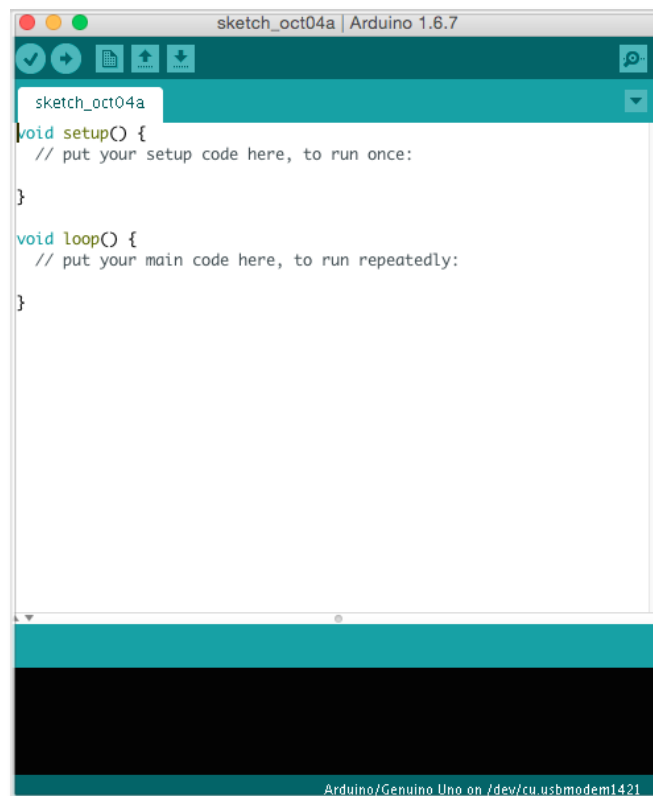 sketch_oct04a | Arduino 1.6.7
sketch_oct04a
void setup() {
  // put your setup code here, to run once:
}
void loop() {
  // put your main code here, to run repeatedly:
}
Arduino/Genuino Uno on /dev/cu.usbmodem1421